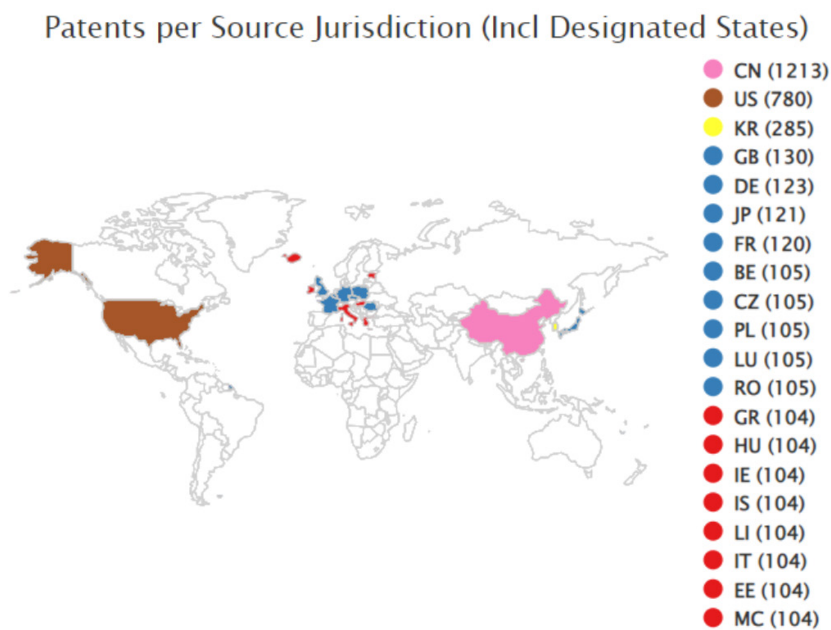 Patents per Source Jurisdiction (Incl Designated States)
CN (1213)
US (780)
KR (285)
GB (130)
DE (123)
JP (121)
FR (120)
BE (105)
CZ (105)
PL (105)
LU (105)
RO (105)
GR (104)
HU (104)
IE (104)
IS (104)
LI (104)
IT (104)
EE (104)
MC (104)